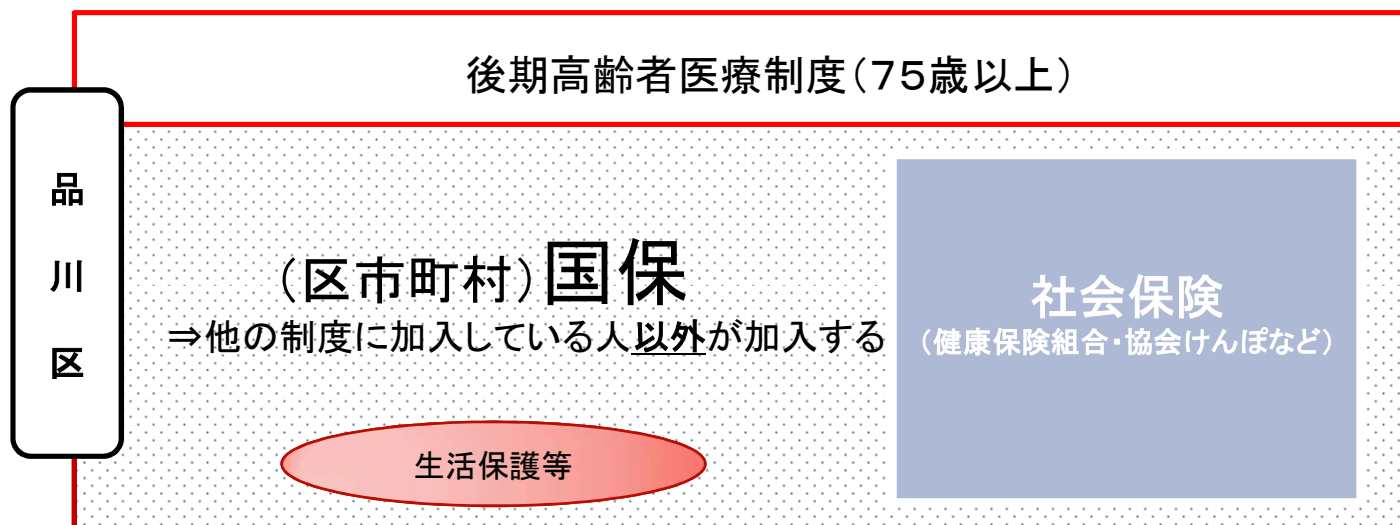 後期高齢者医療制度（７５歳以上）
品川区
（区市町村）国保
⇒他の制度に加入している人以外が加入する
社会保険
（健康保険組合・協会けんぽなど）
生活保護等